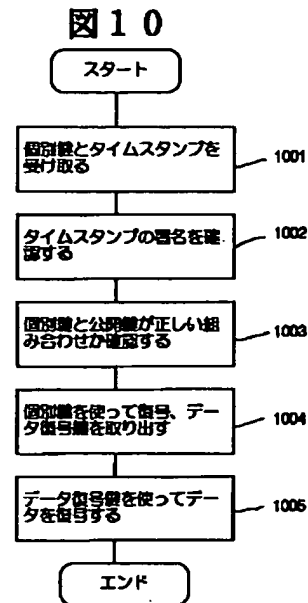 図10
スタート
個別鍵とタイムスタンプを
受け取る
1001
タイムスタンプの署名を確
認する
1002
個別鍵と公開鍵が正しい組
み合わせか確認する
1003
個別鍵を使って復号、デー
タ復号鍵を取り出す
1004
データ復号鍵を使ってデー
タを復号する
1005
エンド